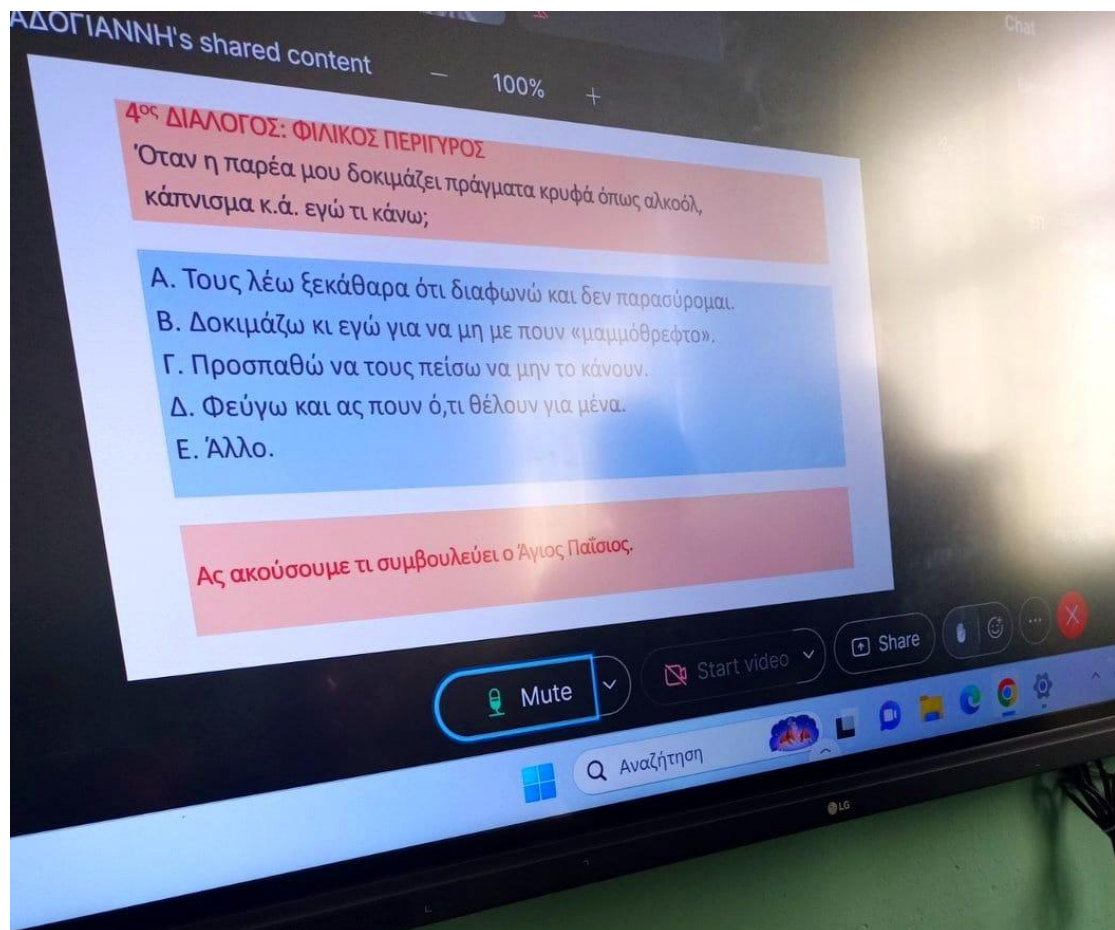 ΑΔΟΓΙΑΝΝΗ's shared content
100%
Chat
4ος ΔΙΑΛΟΓΟΣ: ΦΙΛΙΚΟΣ ΠΕΡΙΓΥΡΟΣ
Όταν η παρέα μου δοκιμάζει πράγματα κρυφά όπως αλκοόλ,
κάπνισμα κ.ά. εγώ τι κάνω;
Α. Τους λέω ξεκάθαρα ότι διαφωνώ και δεν παρασύρομαι.
Β. Δοκιμάζω κι εγώ για να μη με πουν «μαμμόθρεφτο».
Γ. Προσπαθώ να τους πείσω να μην το κάνουν.
Δ. Φεύγω και ας πουν ό,τι θέλουν για μένα.
Ε. Άλλο.
Ας ακούσουμε τι συμβουλεύει ο Άγιος Παΐσιος.
Mute
Start video
Share
Αναζήτηση
LG